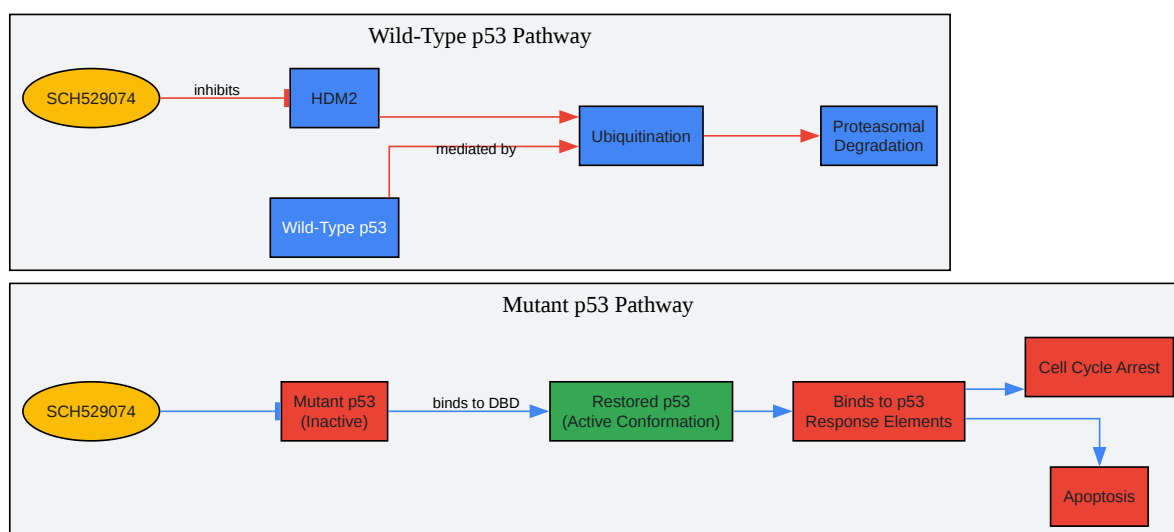 Wild-Type p53 Pathway
SCH529074
inhibits
HDM2
Ubiquitination
Proteasomal
Degradation
mediated by
Wild-Type p53
Mutant p53 Pathway
SCH529074
Mutant p53
(Inactive)
binds to DBD
Restored p53
(Active Conformation)
Binds to p53
Response Elements
Cell Cycle Arrest
Apoptosis